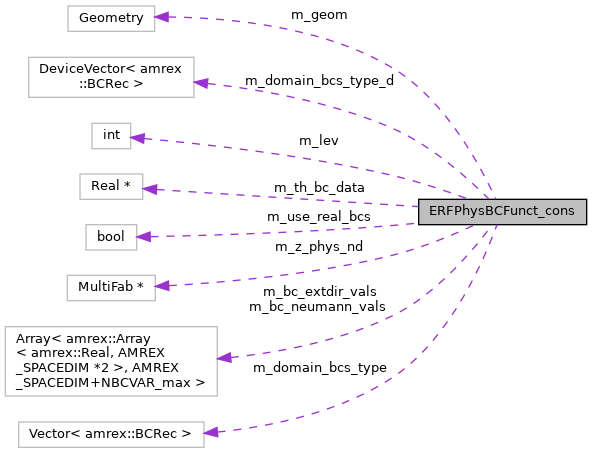 Geometry
m_geom
DeviceVector< amrex
::BCRec >
m_domain_bcs_type_d
int
m_lev
Real *
m_th_bc_data
ERFPhysBCFunct_cons
bool
m_use_real_bcs
MultiFab *
m_z_phys_nd
Array< amrex::Array
< amrex::Real, AMREX
_SPACEDIM *2 >, AMREX
_SPACEDIM+NBCVAR_max >
m_bc_extdir_vals
m_bc_neumann_vals
m_domain_bcs_type
Vector< amrex::BCRec >